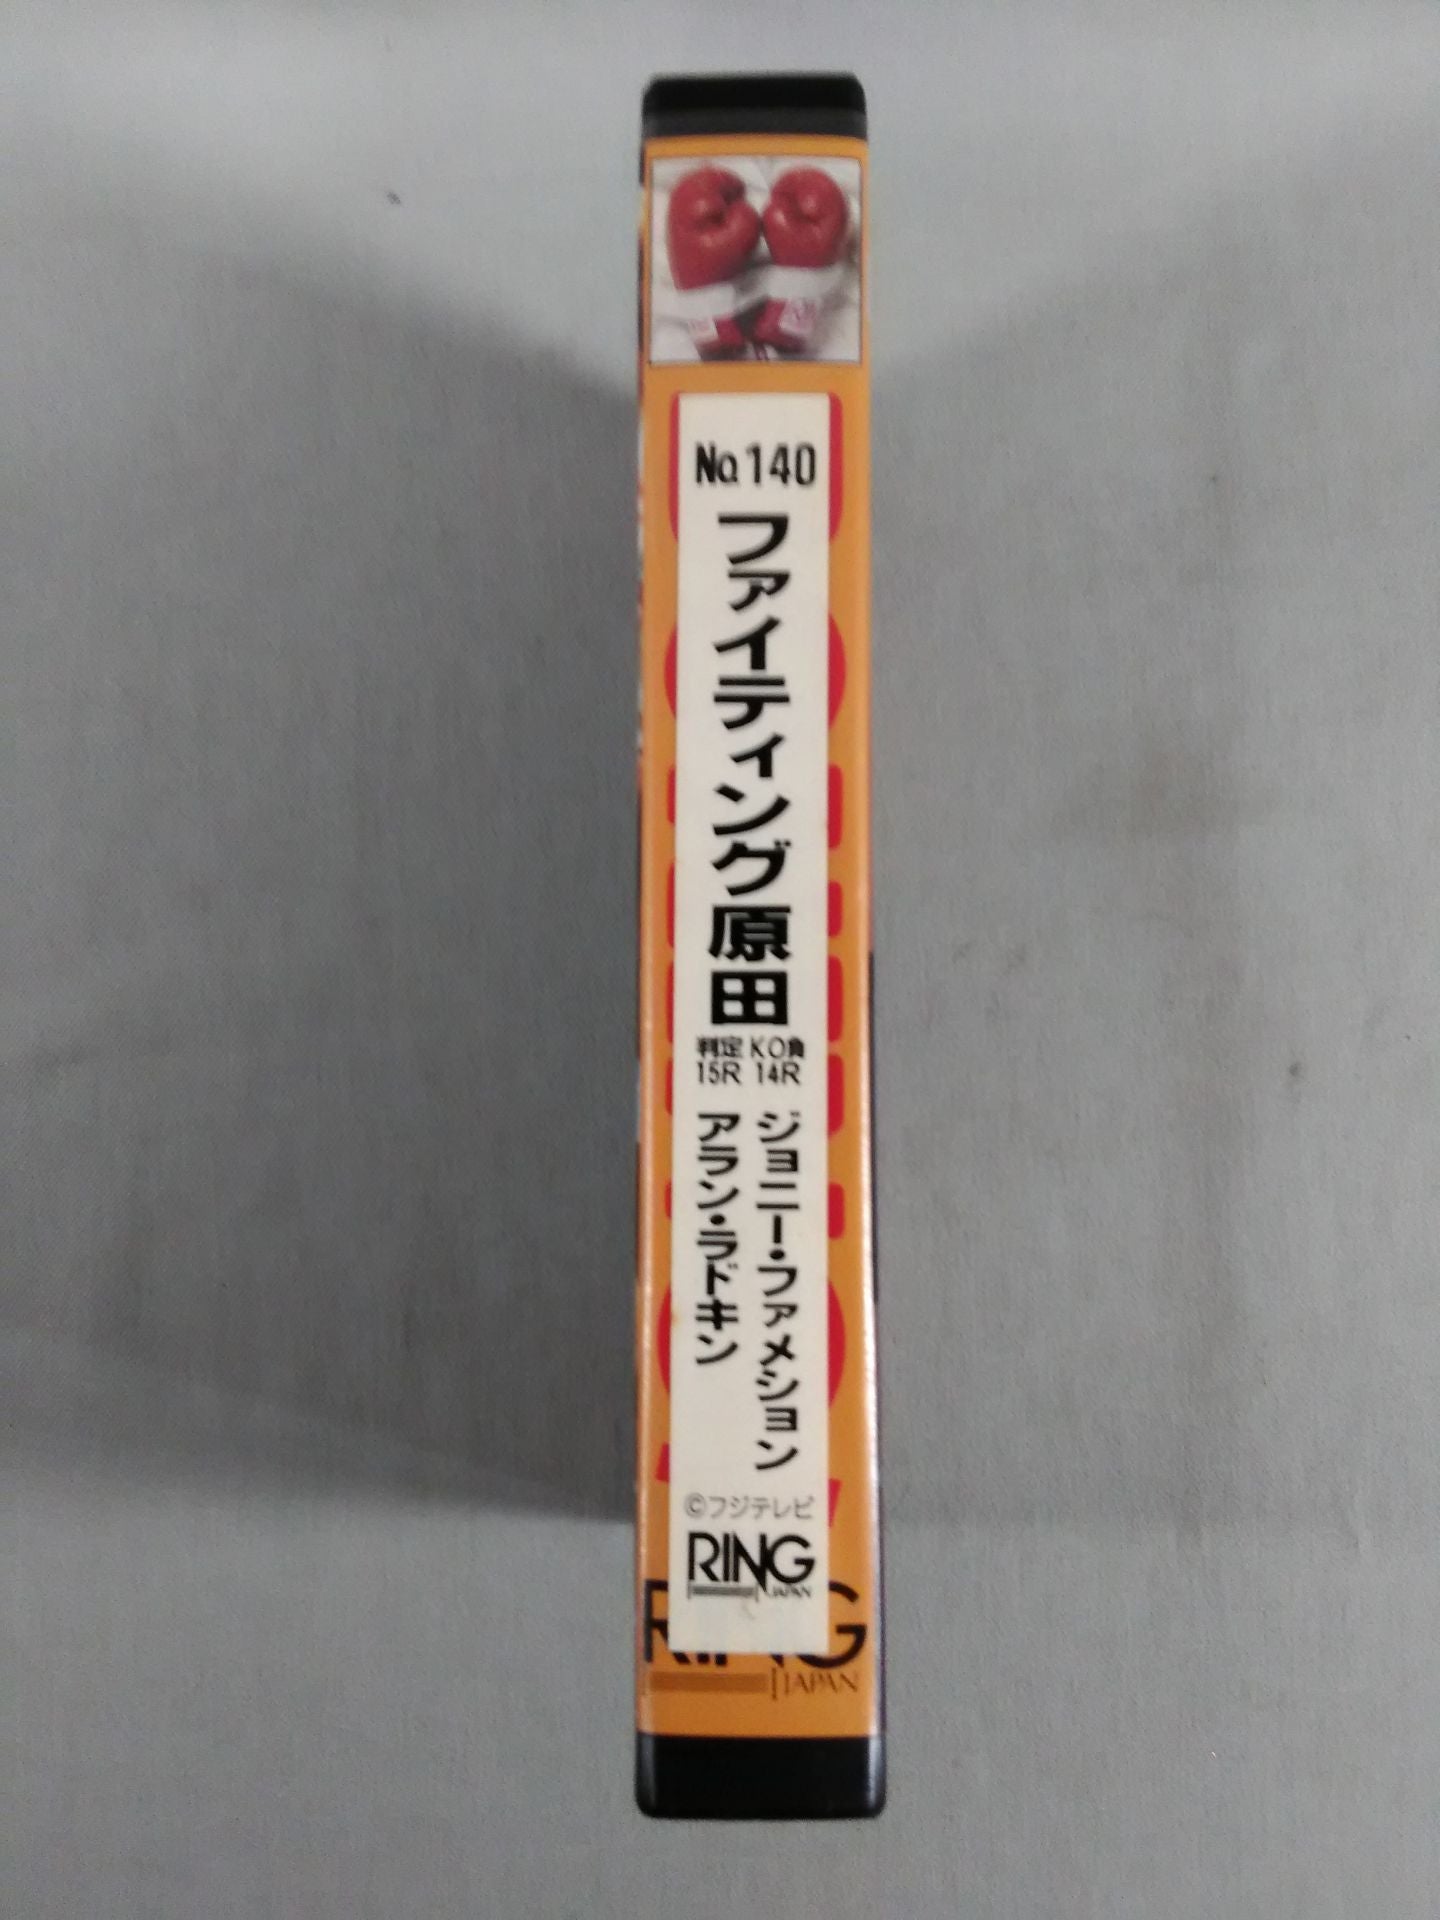 №140
ファイティング原田
KO負
14R
ジョニー・ファメション
判定
15R
アラン・ラドキン
©フジテレビ
RING
JAPAN
JAPAN